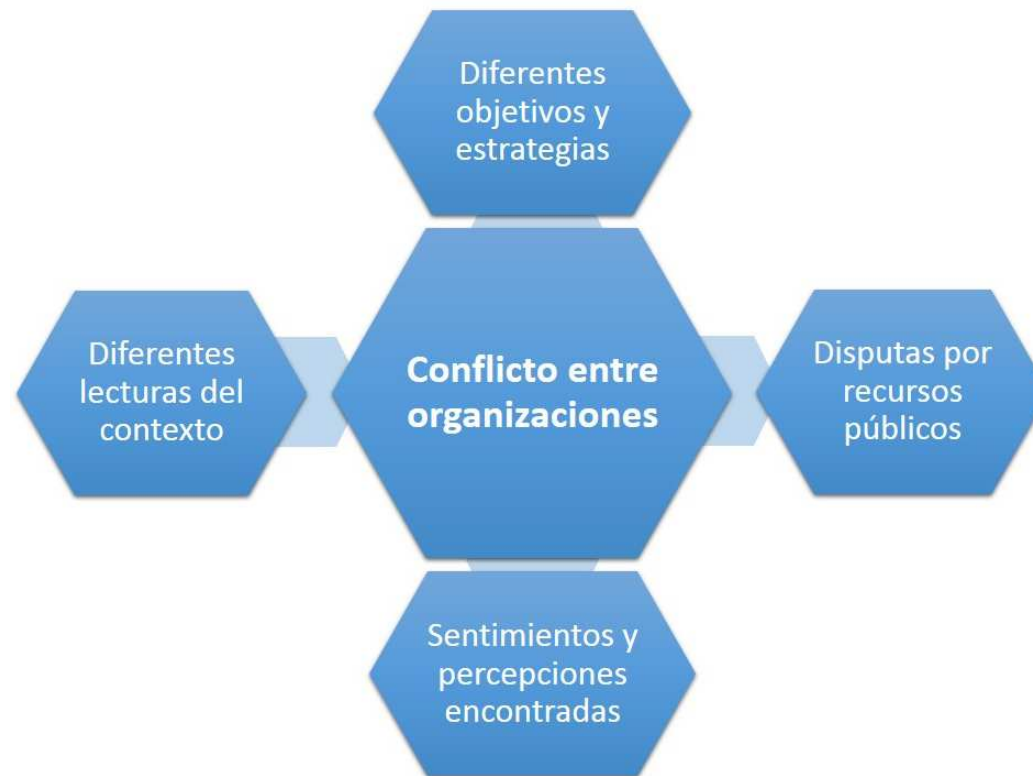 Diferentes
objetivos y
estrategias
Diferentes
lecturas del
contexto
Conflicto entre
organizaciones
Disputas por
recursos
públicos
Sentimientos y
percepciones
encontradas